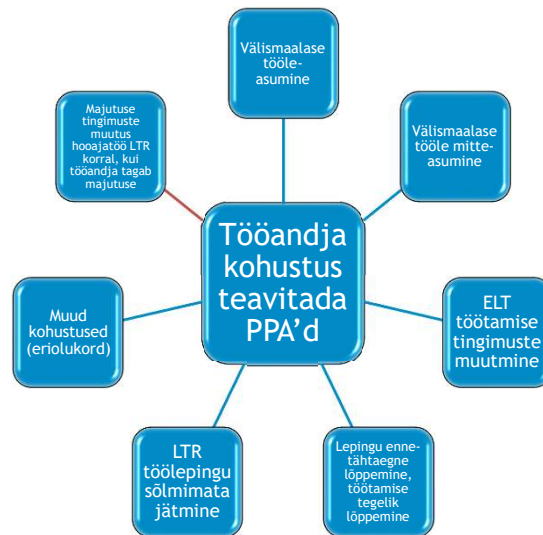 Välismaalase
tööle-
asumine
Majutuse
tingimuste
muutus
hooajatöö LTR
korral, kui
tööandja tagab
majutuse
Välismaalase
tööle mitte-
asumine
Tööandja
kohustus
teavitada
PPA’d
Muud
kohustused
(eriolukord)
ELT
töötamise
tingimuste
muutmine
LTR
töölepingu
sõlmimata
jätmine
Lepingu enne-
tähtaegne
lõppemine,
töötamise
tegelik
lõppemine